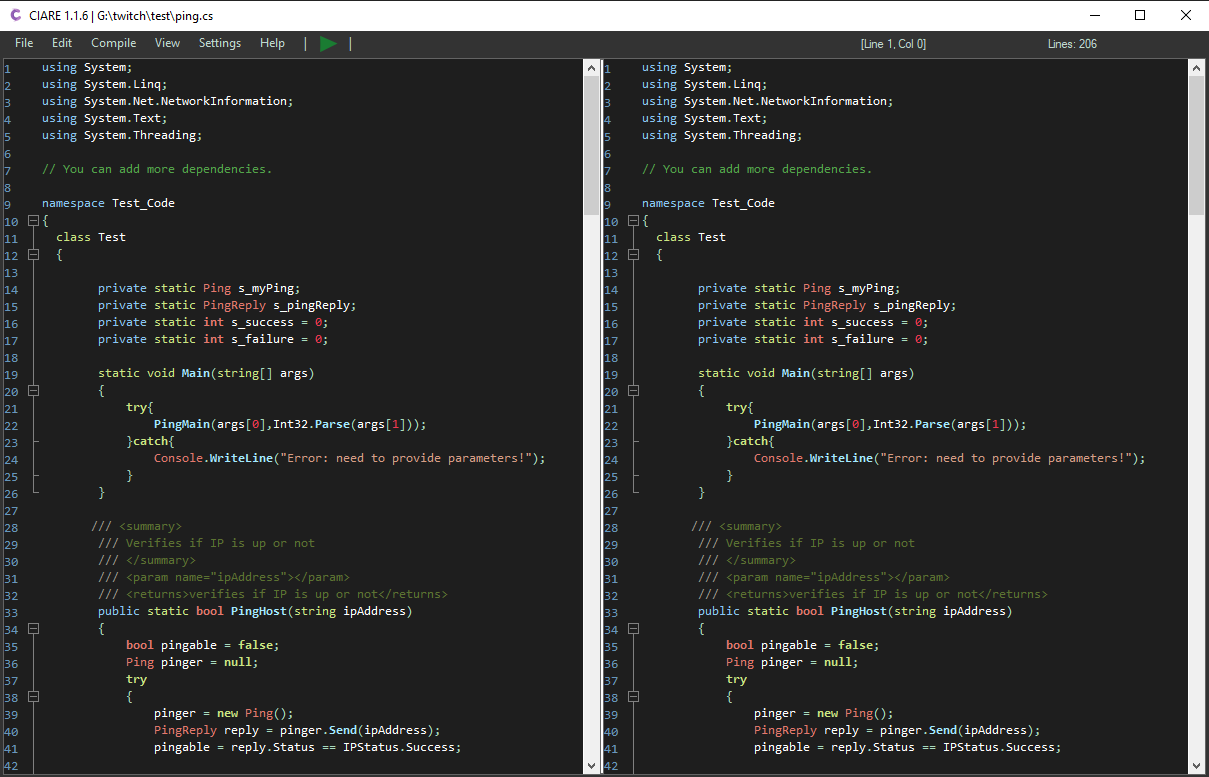 CIARE 1.1.6 | G:\twitch\test\ping.cs
File Edit Compile View Settings Help | | [Line 1, Col 0] Lines: 206
1 using System;
2 using System.Linq;
3 using System.Net.NetworkInformation;
4 using System.Text;
5 using System.Threading;
6
7 // You can add more dependencies.
8
9 namespace Test_Code
10 {
11 class Test
12 {
13
14 private static Ping s_myPing;
15 private static PingReply s_pingReply;
16 private static int s_success = 0;
17 private static int s_failure = 0;
18
19 static void Main(string[] args)
20 {
21 try{
22 PingMain(args[0],Int32.Parse(args[1]));
23 }catch{
24 Console.WriteLine("Error: need to provide parameters!");
25 }
26 }
27
28 /// <summary>
29 /// Verifies if IP is up or not
30 /// </summary>
31 /// <param name="ipAddress"></param>
32 /// <returns>verifies if IP is up or not</returns>
33 public static bool PingHost(string ipAddress)
34 {
35 bool pingable = false;
36 Ping pinger = null;
37 try
38 {
39 pinger = new Ping();
40 PingReply reply = pinger.Send(ipAddress);
41 pingable = reply.Status == IPStatus.Success;
42
1 using System;
2 using System.Linq;
3 using System.Net.NetworkInformation;
4 using System.Text;
5 using System.Threading;
6
7 // You can add more dependencies.
8
9 namespace Test_Code
10 {
11 class Test
12 {
13
14 private static Ping s_myPing;
15 private static PingReply s_pingReply;
16 private static int s_success = 0;
17 private static int s_failure = 0;
18
19 static void Main(string[] args)
20 {
21 try{
22 PingMain(args[0],Int32.Parse(args[1]));
23 }catch{
24 Console.WriteLine("Error: need to provide parameters!");
25 }
26 }
27
28 /// <summary>
29 /// Verifies if IP is up or not
30 /// </summary>
31 /// <param name="ipAddress"></param>
32 /// <returns>verifies if IP is up or not</returns>
33 public static bool PingHost(string ipAddress)
34 {
35 bool pingable = false;
36 Ping pinger = null;
37 try
38 {
39 pinger = new Ping();
40 PingReply reply = pinger.Send(ipAddress);
41 pingable = reply.Status == IPStatus.Success;
42